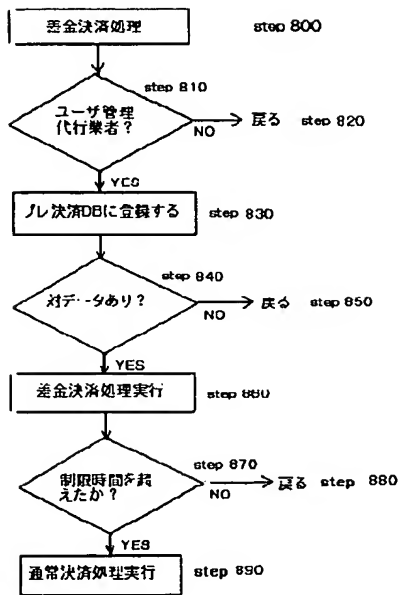 差金決済処理 step 800
step 810
ユーザ管理
代行業者？
NO 戻る step 820
YES
プレ決済DBに登録する step 830
step 840
対データあり？
NO 戻る step 850
YES
差金決済処理実行 step 860
step 870
制限時間を超
えたか？
NO 戻る step 880
YES
通常決済処理実行 step 890